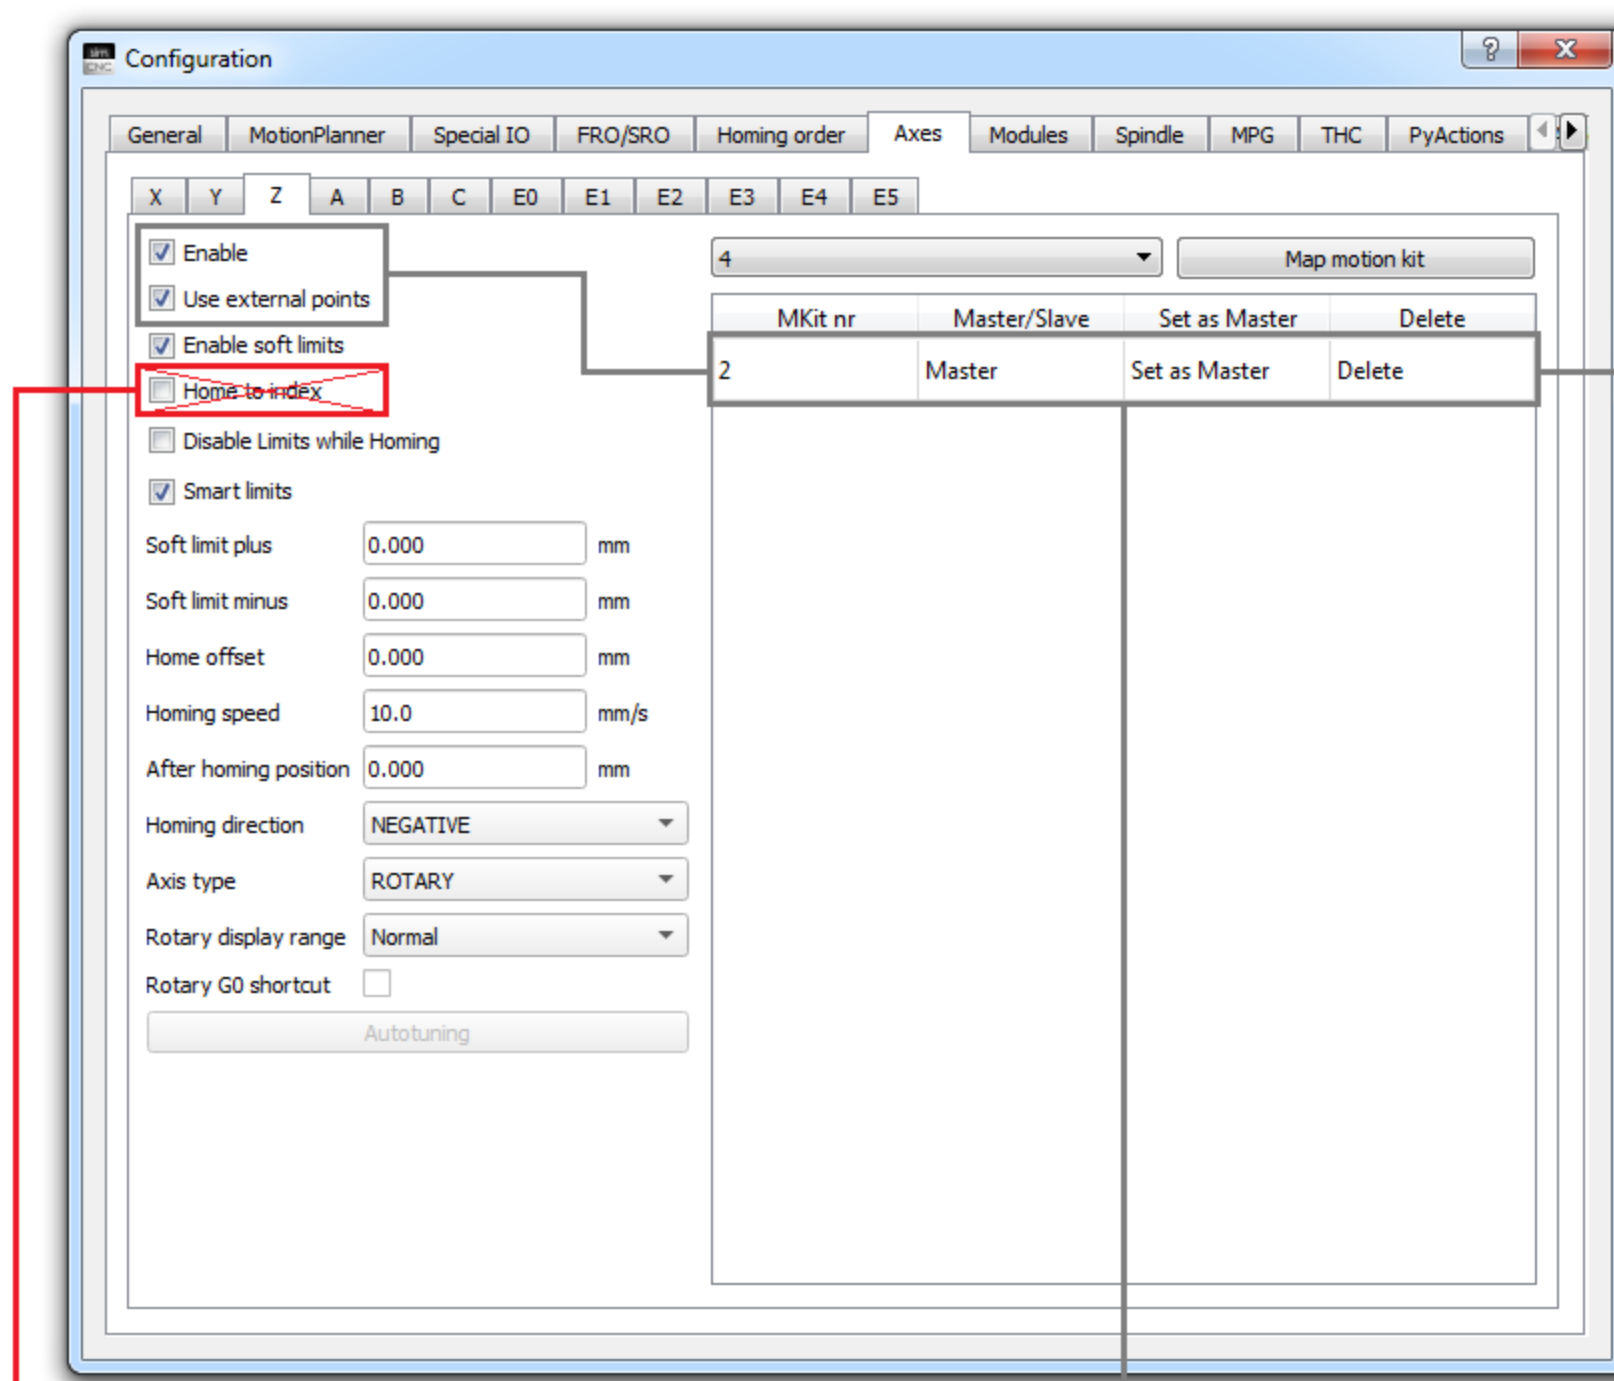 sim CNC Configuration
General MotionPlanner Special IO FRO/SRO Homing order Axes Modules Spindle MPG THC PyActions
X Y Z A B C E0 E1 E2 E3 E4 E5
Enable
4 Map motion kit
Use external points
MKit nr Master/Slave Set as Master Delete
Enable soft limits
2 Master Set as Master Delete
Home to index
Disable Limits while Homing
Smart limits
Soft limit plus 0.000 mm
Soft limit minus 0.000 mm
Home offset 0.000 mm
Homing speed 10.0 mm/s
After homing position 0.000 mm
Homing direction NEGATIVE
Axis type ROTARY
Rotary display range Normal
Rotary G0 shortcut
Autotuning